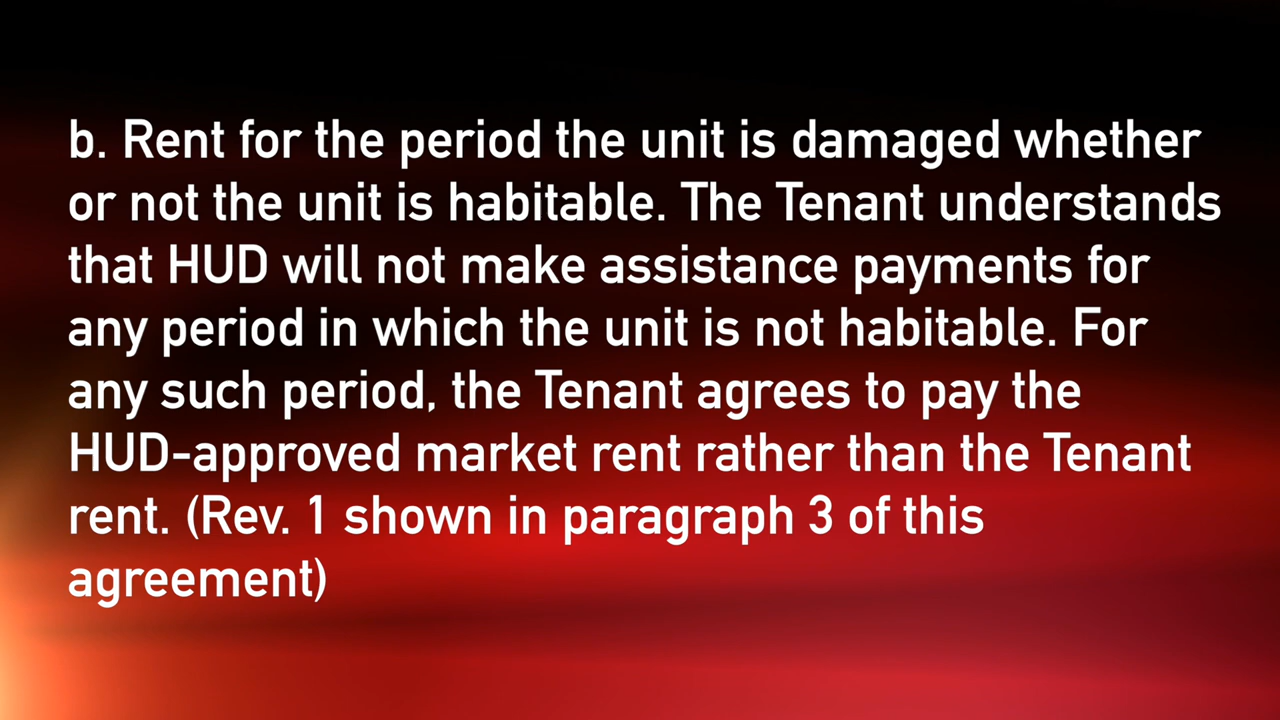 b. Rent for the period the unit is damaged whether
or not the unit is habitable. The Tenant understands
that HUD will not make assistance payments for
any period in which the unit is not habitable. For
any such period, the Tenant agrees to pay the
HUD-approved market rent rather than the Tenant
rent. (Rev. 1 shown in paragraph 3 of this
agreement)